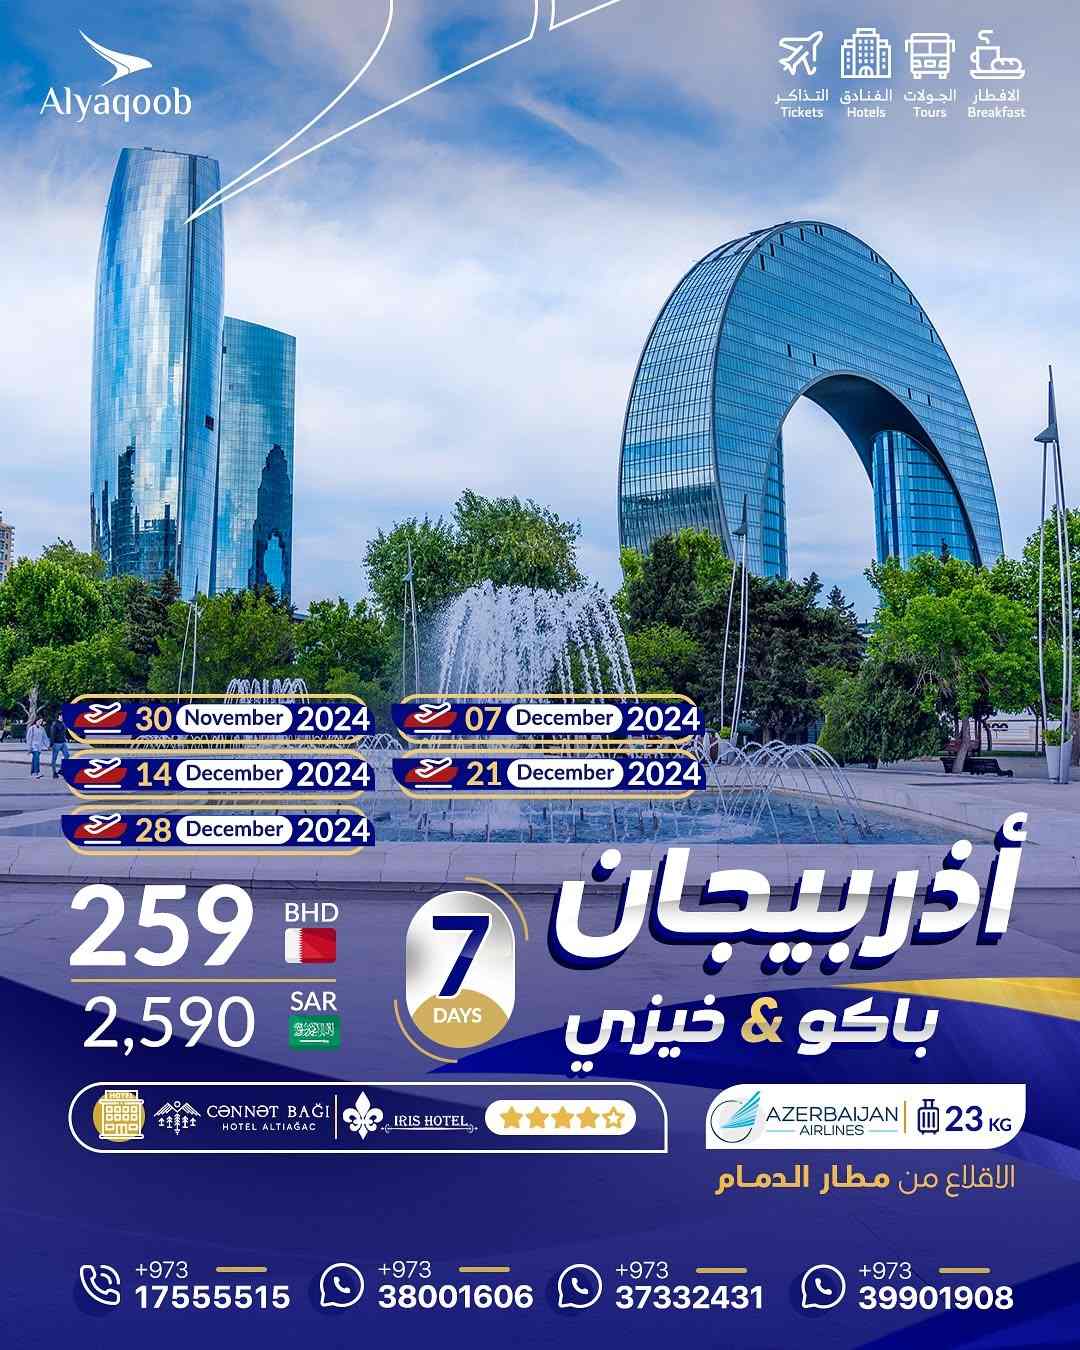 Alyaqoob
التذاكر
Tickets
الفنادق
Hotels
الجولات
Tours
الافطار
Breakfast
30 November 2024
07 December 2024
14 December 2024
21 December 2024
28 December 2024
259 BHD
2,590 SAR
7 DAYS
أذربيجان
باكو & خيزي
HOTEL
CƏNNƏT BAĞI
HOTEL ALTIAĞAC
IRIS HOTEL
AZERBAIJAN
AIRLINES
23 KG
الاقلاع من مطار الدمام
+973
17555515
+973
38001606
+973
37332431
+973
39901908